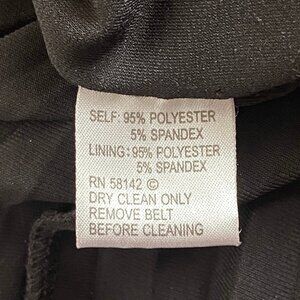 SELF: 95% POLYESTER
5% SPANDEX
LINING: 95% POLYESTER
5% SPANDEX
RN 58142 ©
DRY CLEAN ONLY
REMOVE BELT
BEFORE CLEANING